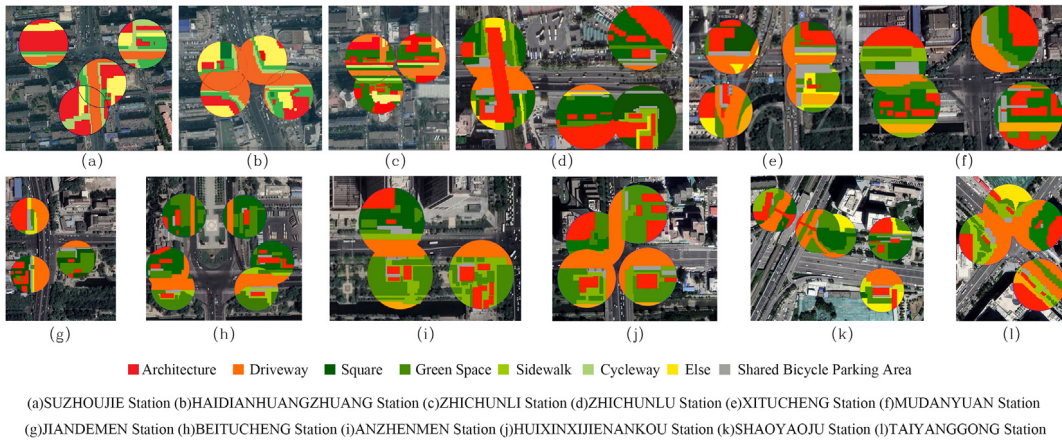 (a) (b) (c) (d) (e) (f)
(g) (h) (i) (j) (k) (l)
Architecture Driveway Square Green Space Sidewalk Cycleway Else Shared Bicycle Parking Area
(a)SUZHOUJIE Station (b)HAIDIANHUANGZHUANG Station (c)ZHICHUNLI Station (d)ZHICHUNLU Station (e)XITUCHENG Station (f)MUDANYUAN Station
(g)JIANDEMEN Station (h)BEITUCHENG Station (i)ANZHENMEN Station (j)HUIXINXIJIENANKOU Station (k)SHAOYAOJU Station (l)TAIYANGGONG Station